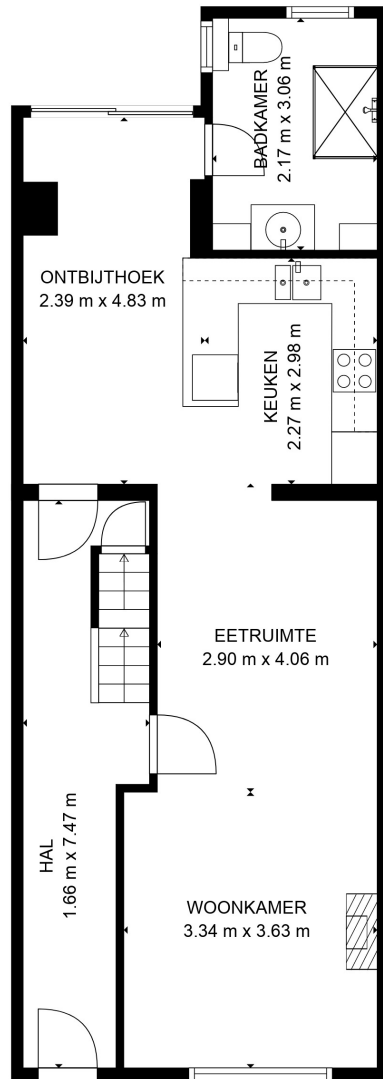 BADKAMER
2.17 m x 3.06 m
ONTBIJTHOEK
2.39 m x 4.83 m
KEUKEN
2.27 m x 2.98 m
EETRUIMTE
2.90 m x 4.06 m
HAL
1.66 m x 7.47 m
WOONKAMER
3.34 m x 3.63 m